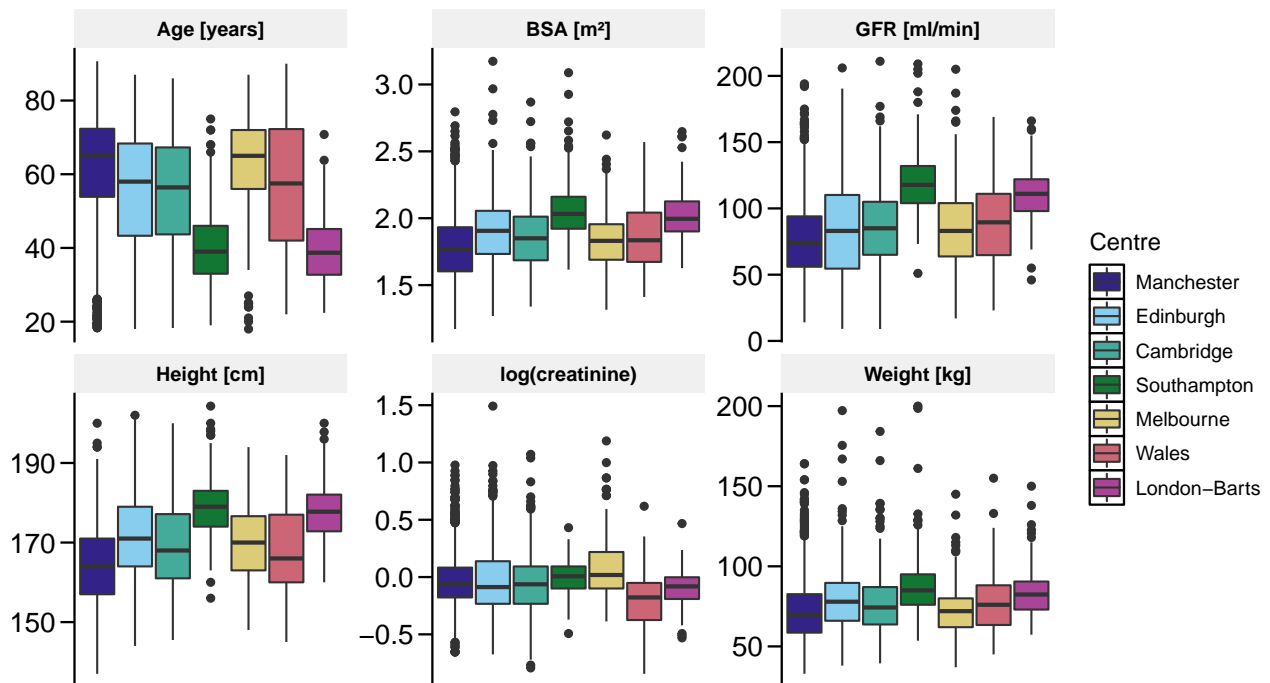 Age [years]
BSA [m²]
GFR [ml/min]
80
60
40
20
3.0
2.5
2.0
1.5
200
150
100
50
0
Height [cm]
log(creatinine)
Weight [kg]
190
170
150
1.5
1.0
0.5
0.0
−0.5
200
150
100
50
Centre
Manchester
Edinburgh
Cambridge
Southampton
Melbourne
Wales
London−Barts